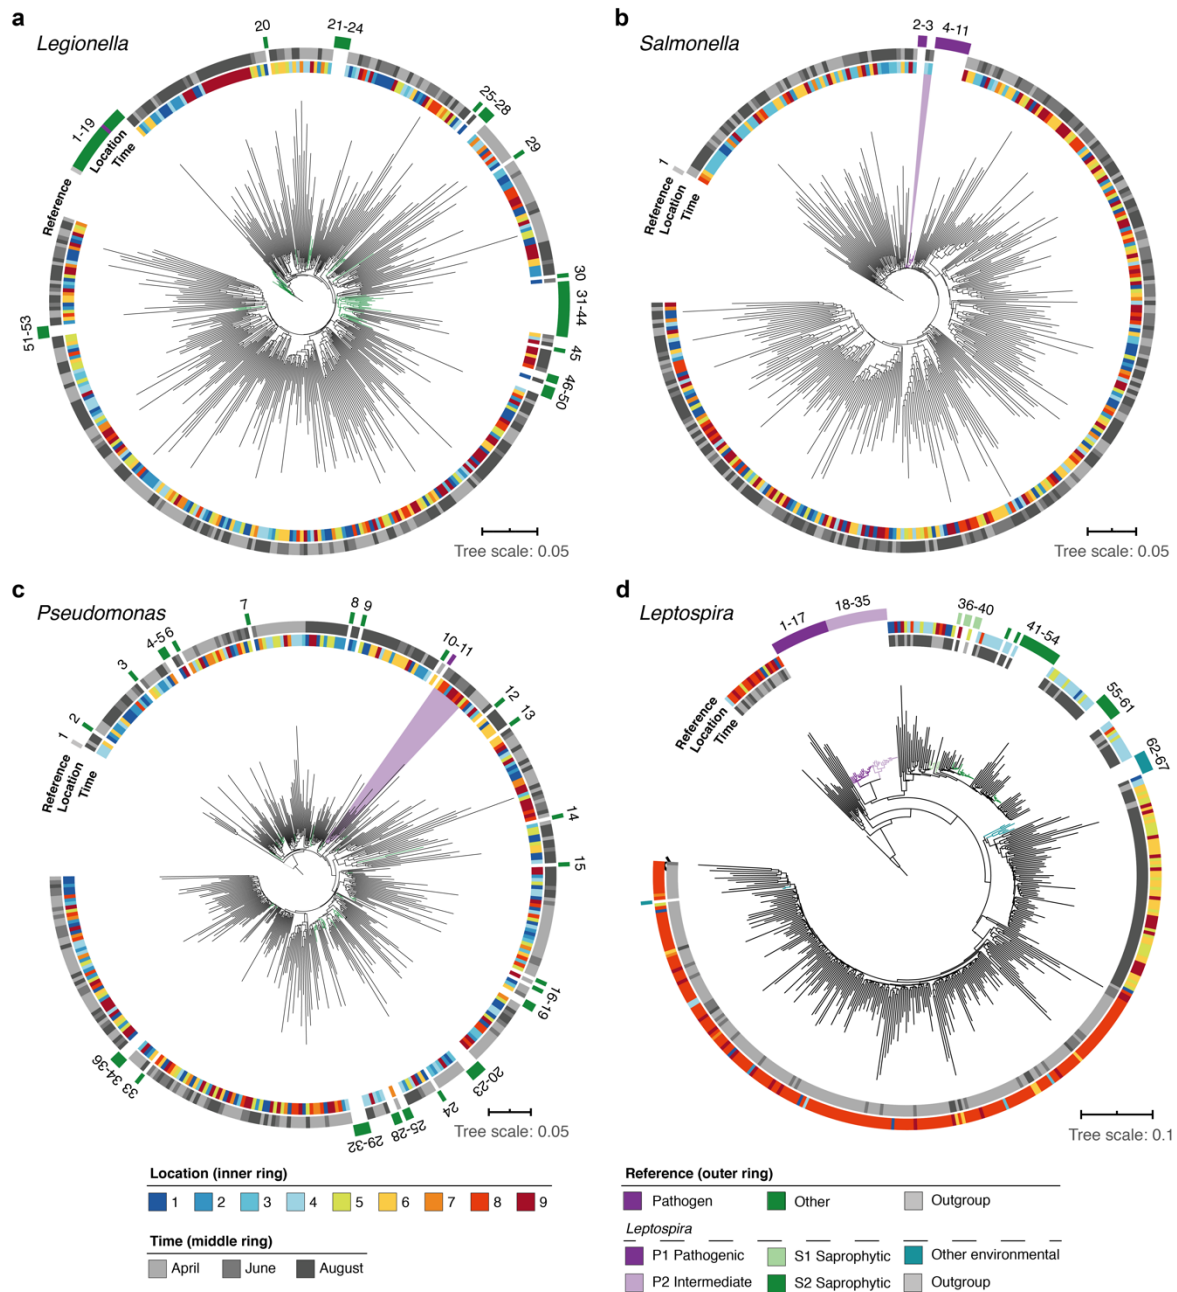 a
Legionella
20
21-24
25-28
29
30
31-44
45
46-50
51-53
1-19
Reference
Location
Time
Tree scale: 0.05
b
Salmonella
2-3
4-11
1
Reference
Location
Time
Tree scale: 0.05
c
Pseudomonas
1
2
3
4-5
6
7
8
9
10-11
12
13
14
15
16-19
20-23
24
25-28
29-32
33
34-36
Reference
Location
Time
Tree scale: 0.05
d
Leptospira
1-17
18-35
36-40
41-54
55-61
62-67
Reference
Location
Time
Tree scale: 0.1
Location (inner ring)
1 2 3 4 5 6 7 8 9
Time (middle ring)
April June August
Reference (outer ring)
Pathogen Other Outgroup
Leptospira
P1 Pathogenic S1 Saprophytic Other environmental
P2 Intermediate S2 Saprophytic Outgroup